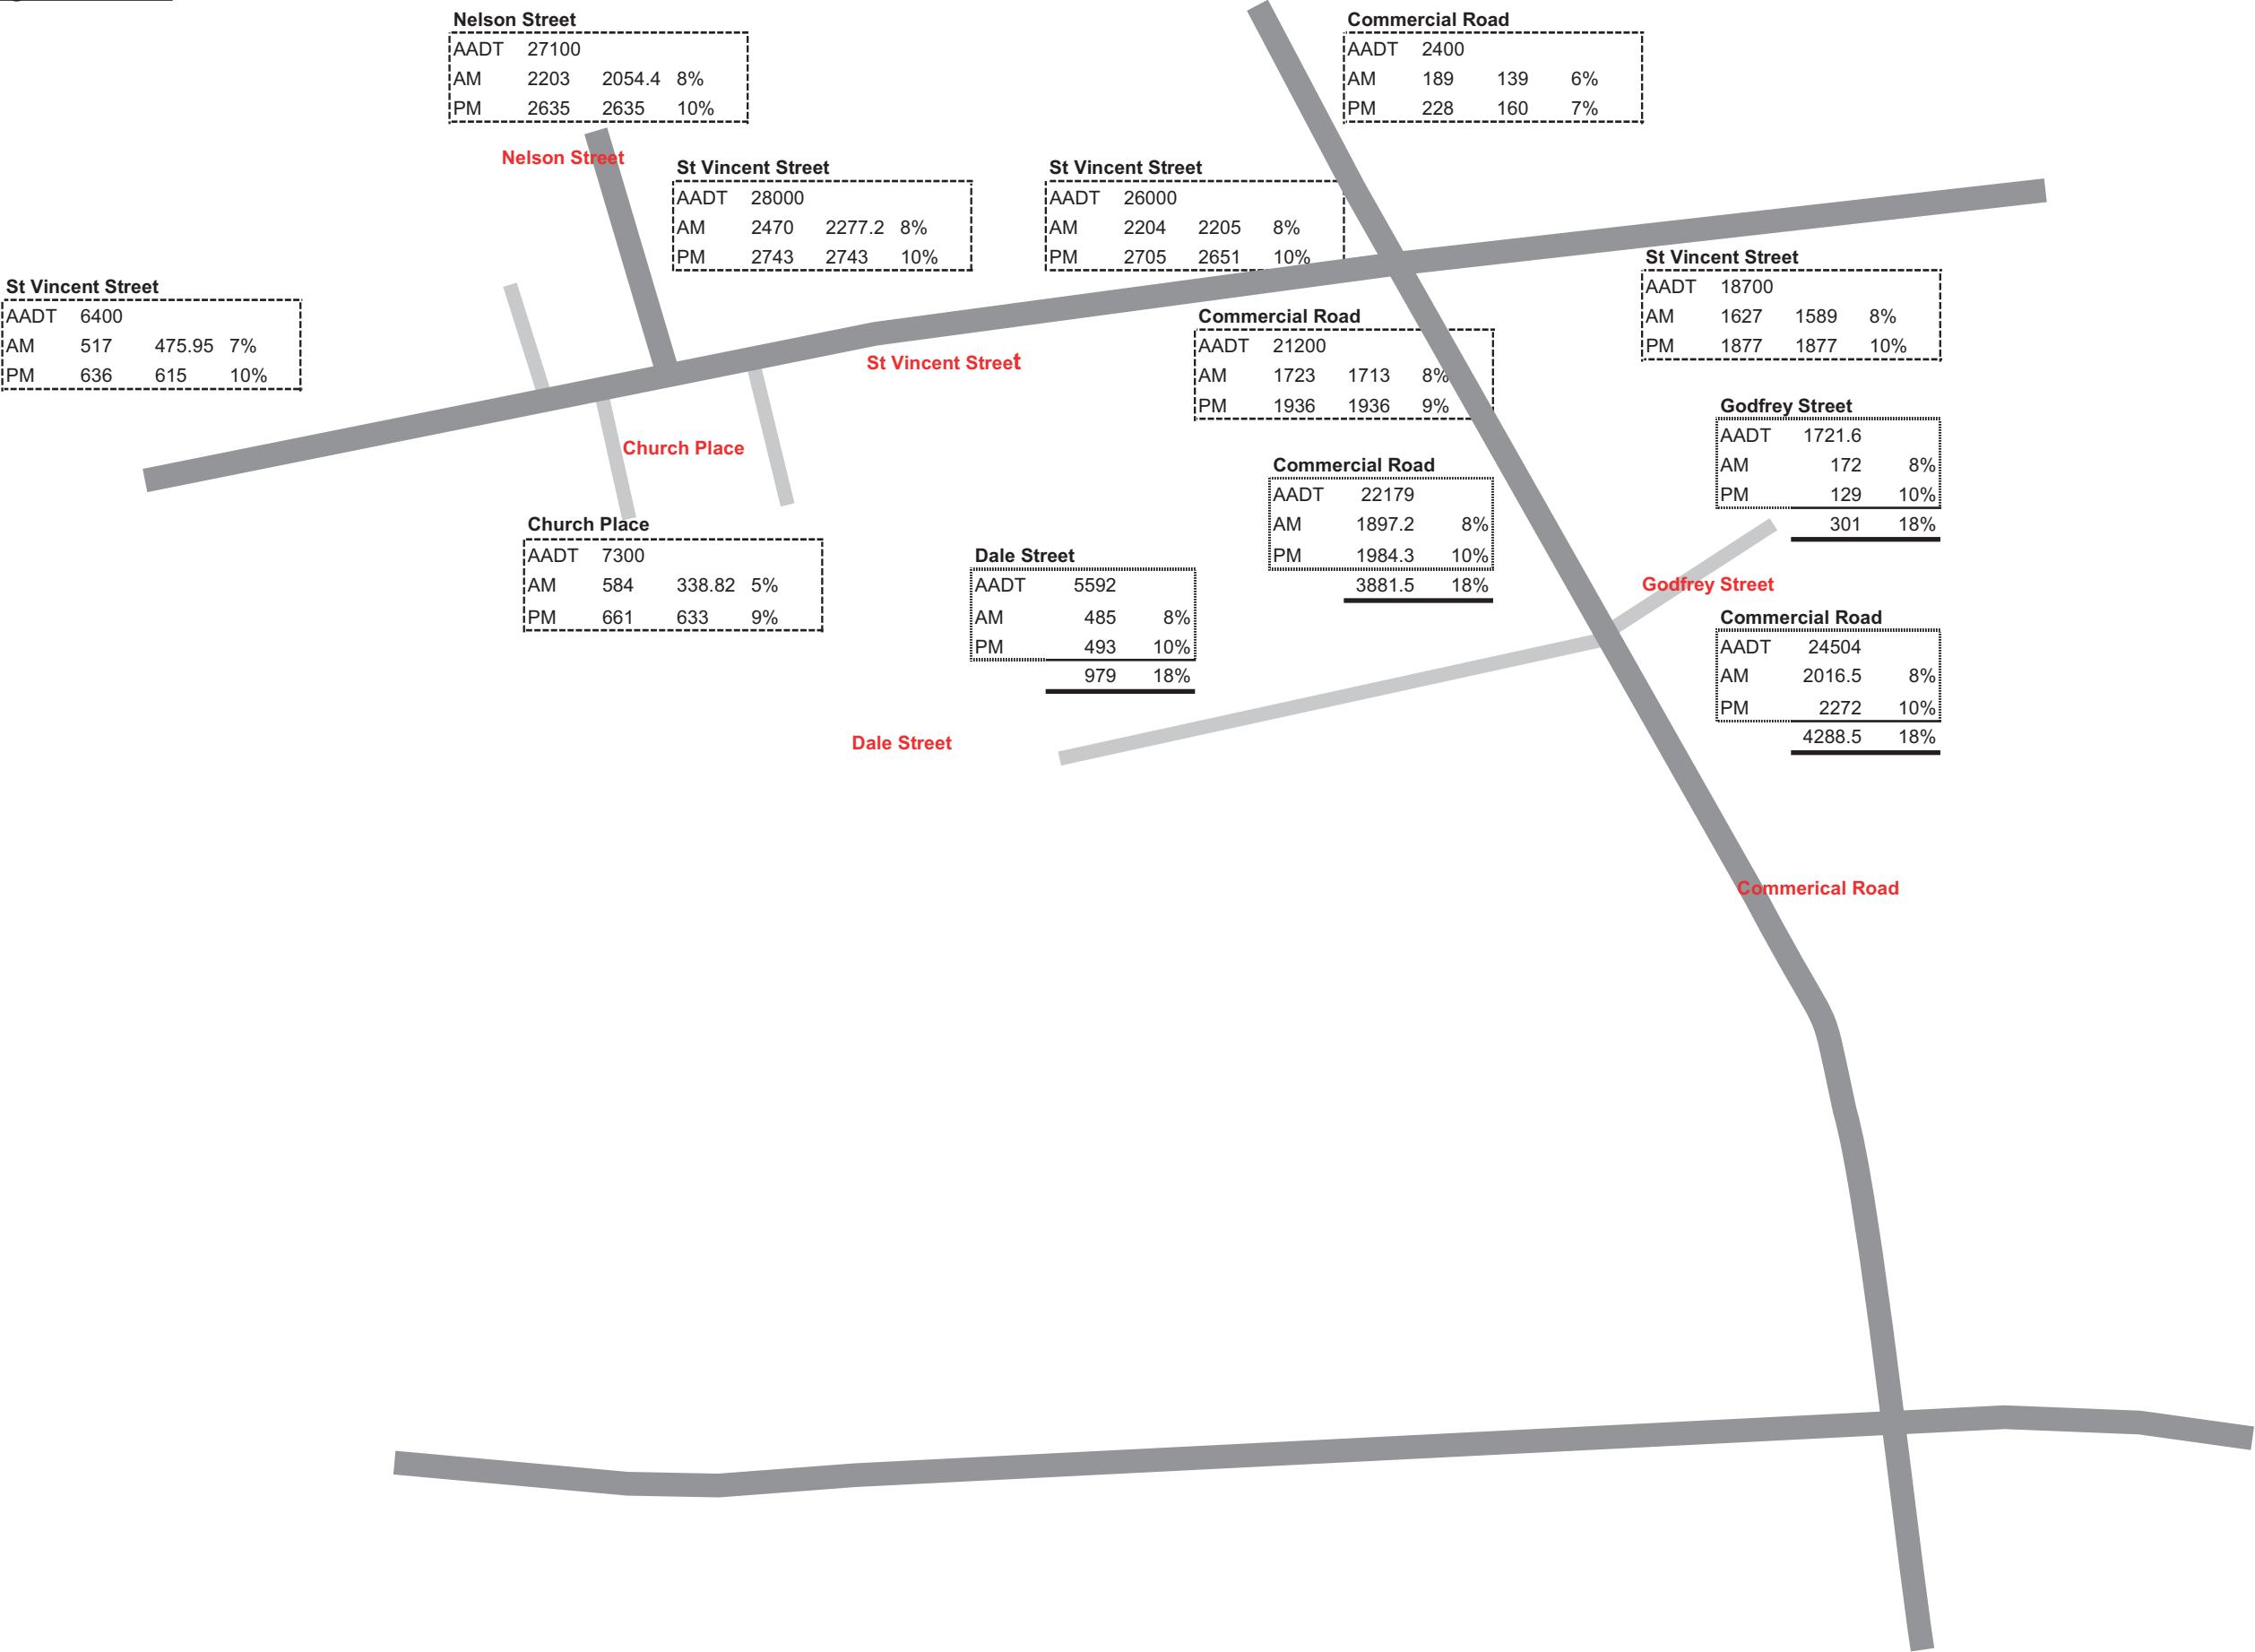 Nelson Street
AADT 27100
AM 2203 2054.4 8%
PM 2635 2635 10%
Commercial Road
AADT 2400
AM 189 139 6%
PM 228 160 7%
Nelson Street
St Vincent Street
AADT 28000
AM 2470 2277.2 8%
PM 2743 2743 10%
St Vincent Street
AADT 26000
AM 2204 2205 8%
PM 2705 2651 10%
St Vincent Street
AADT 18700
AM 1627 1589 8%
PM 1877 1877 10%
St Vincent Street
AADT 6400
AM 517 475.95 7%
PM 636 615 10%
Commercial Road
AADT 21200
AM 1723 1713 8%
PM 1936 1936 9%
St Vincent Street
Church Place
Godfrey Street
AADT 1721.6
AM 172 8%
PM 129 10%
301 18%
Commercial Road
AADT 22179
AM 1897.2 8%
PM 1984.3 10%
3881.5 18%
Church Place
AADT 7300
AM 584 338.82 5%
PM 661 633 9%
Dale Street
AADT 5592
AM 485 8%
PM 493 10%
979 18%
Godfrey Street
Commercial Road
AADT 24504
AM 2016.5 8%
PM 2272 10%
4288.5 18%
Dale Street
Commerical Road